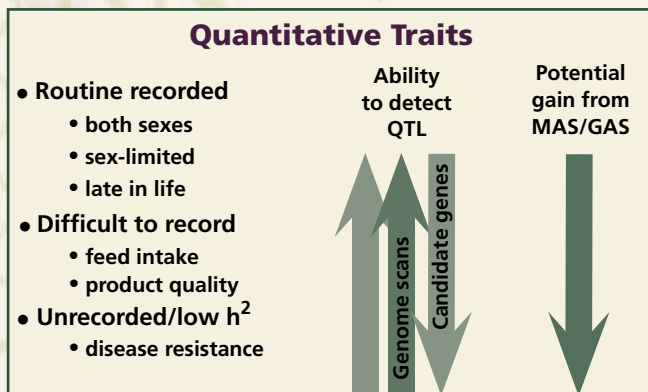 Quantitative Traits
• Routine recorded
• both sexes
• sex-limited
• late in life
• Difficult to record
• feed intake
• product quality
• Unrecorded/low h²
• disease resistance
Ability
to detect
QTL
Genome scans
Candidate genes
Potential
gain from
MAS/GAS